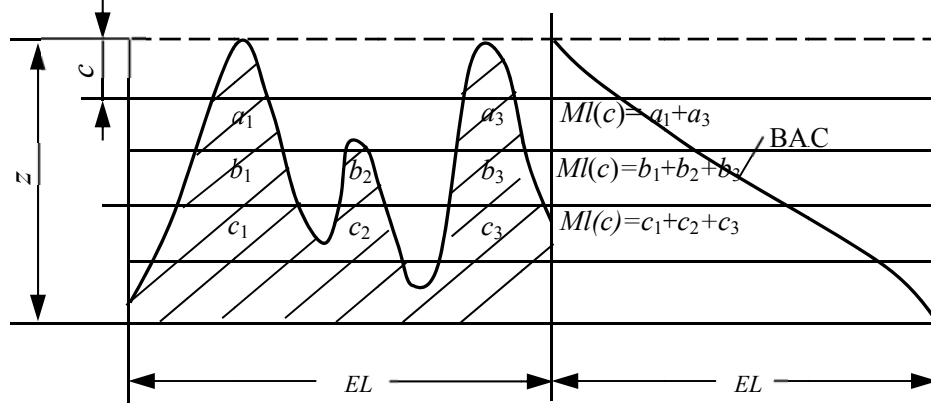 c
z
a₁
a₃
Ml(c)= a₁+a₃
BAC
b₁
b₂
b₃
Ml(c)=b₁+b₂+b₃
c₁
c₂
c₃
Ml(c)=c₁+c₂+c₃
EL
EL